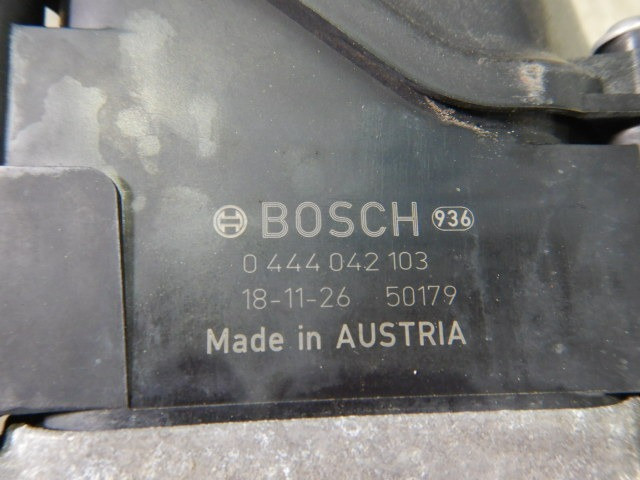 BOSCH 936
0 444 042 103
18-11-26 50179
Made in AUSTRIA